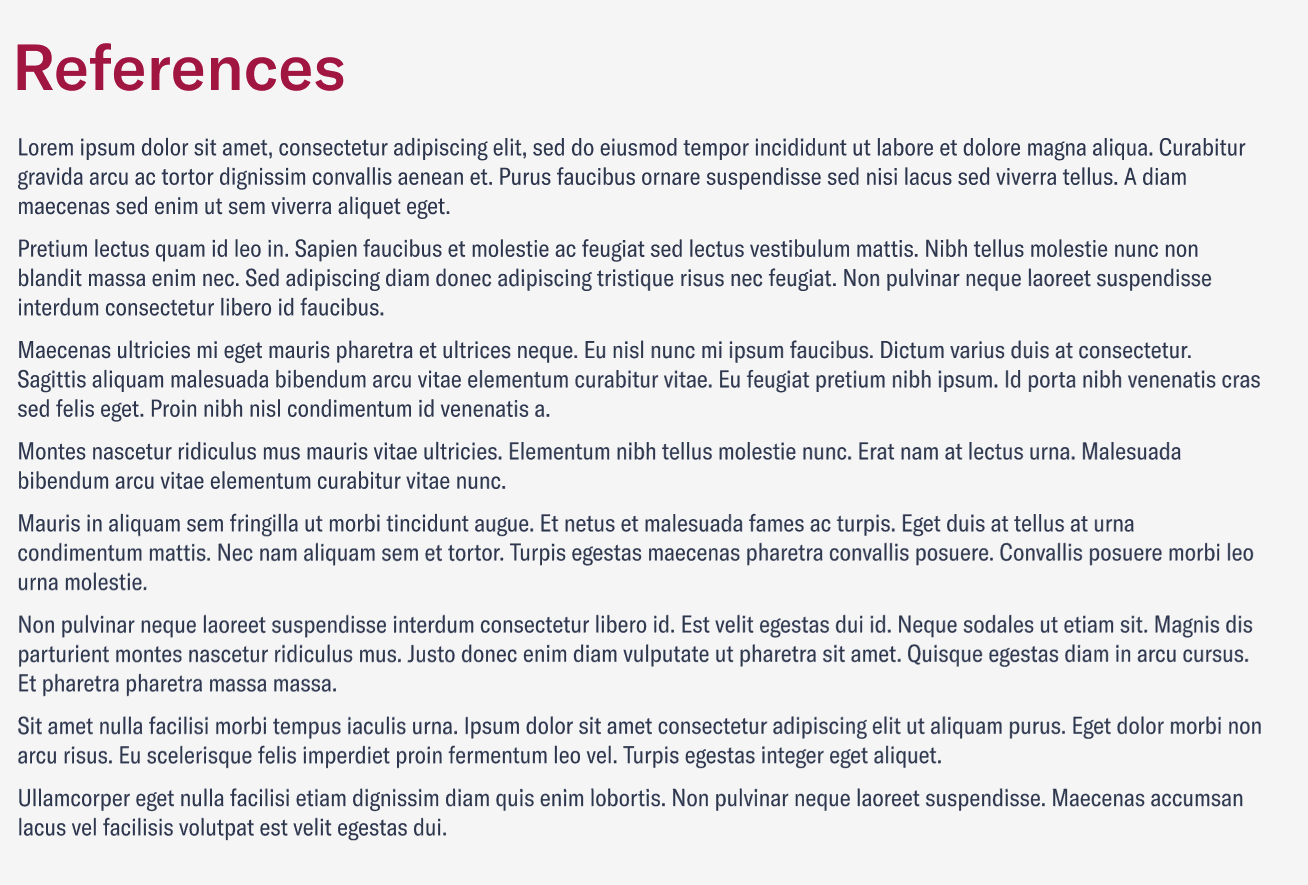 References
Lorem ipsum dolor sit amet, consectetur adipiscing elit, sed do eiusmod tempor incididunt ut labore et dolore magna aliqua. Curabitur
gravida arcu ac tortor dignissim convallis aenean et. Purus faucibus ornare suspendisse sed nisi lacus sed viverra tellus. A diam
maecenas sed enim ut sem viverra aliquet eget.
Pretium lectus quam id leo in. Sapien faucibus et molestie ac feugiat sed lectus vestibulum mattis. Nibh tellus molestie nunc non
blandit massa enim nec. Sed adipiscing diam donec adipiscing tristique risus nec feugiat. Non pulvinar neque laoreet suspendisse
interdum consectetur libero id faucibus.
Maecenas ultricies mi eget mauris pharetra et ultrices neque. Eu nisl nunc mi ipsum faucibus. Dictum varius duis at consectetur.
Sagittis aliquam malesuada bibendum arcu vitae elementum curabitur vitae. Eu feugiat pretium nibh ipsum. Id porta nibh venenatis cras
sed felis eget. Proin nibh nisl condimentum id venenatis a.
Montes nascetur ridiculus mus mauris vitae ultricies. Elementum nibh tellus molestie nunc. Erat nam at lectus urna. Malesuada
bibendum arcu vitae elementum curabitur vitae nunc.
Mauris in aliquam sem fringilla ut morbi tincidunt augue. Et netus et malesuada fames ac turpis. Eget duis at tellus at urna
condimentum mattis. Nec nam aliquam sem et tortor. Turpis egestas maecenas pharetra convallis posuere. Convallis posuere morbi leo
urna molestie.
Non pulvinar neque laoreet suspendisse interdum consectetur libero id. Est velit egestas dui id. Neque sodales ut etiam sit. Magnis dis
parturient montes nascetur ridiculus mus. Justo donec enim diam vulputate ut pharetra sit amet. Quisque egestas diam in arcu cursus.
Et pharetra pharetra massa massa.
Sit amet nulla facilisi morbi tempus iaculis urna. Ipsum dolor sit amet consectetur adipiscing elit ut aliquam purus. Eget dolor morbi non
arcu risus. Eu scelerisque felis imperdiet proin fermentum leo vel. Turpis egestas integer eget aliquet.
Ullamcorper eget nulla facilisi etiam dignissim diam quis enim lobortis. Non pulvinar neque laoreet suspendisse. Maecenas accumsan
lacus vel facilisis volutpat est velit egestas dui.